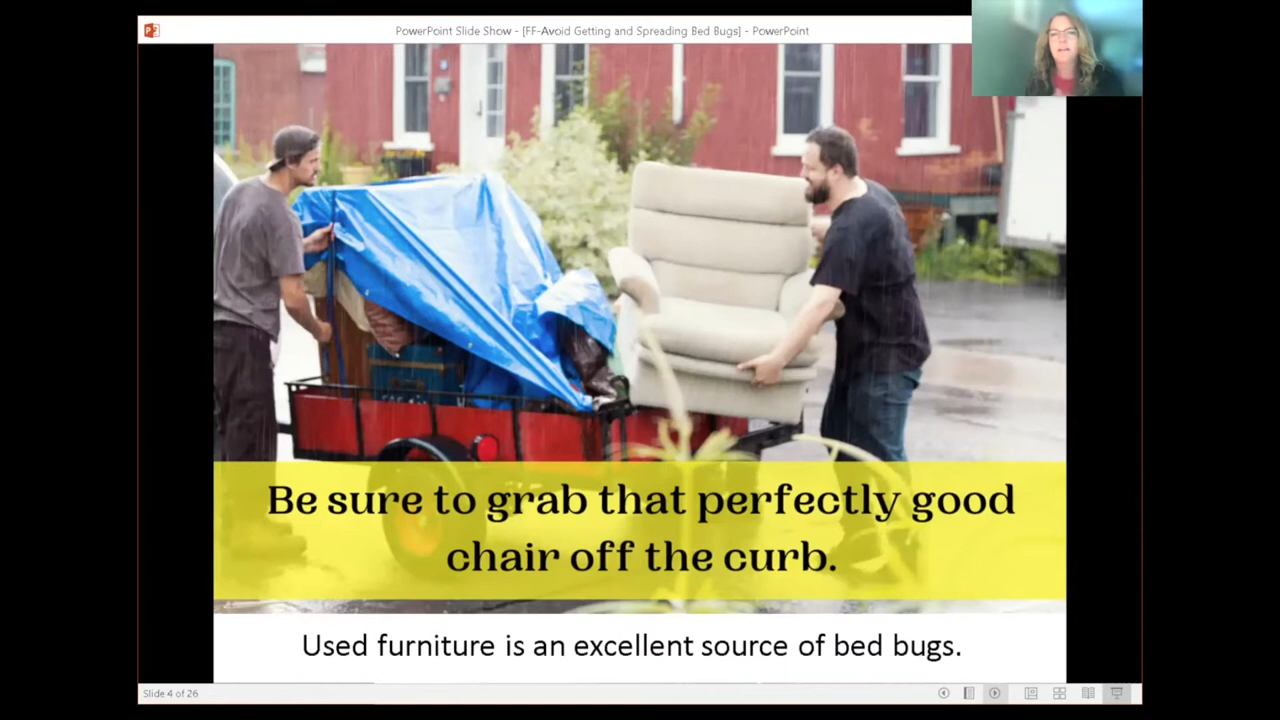 PowerPoint Slide Show - [FF-Avoid Getting and Spreading Bed Bugs] - PowerPoint
Be sure to grab that perfectly good
chair off the curb.
Used furniture is an excellent source of bed bugs.
Slide 4 of 26